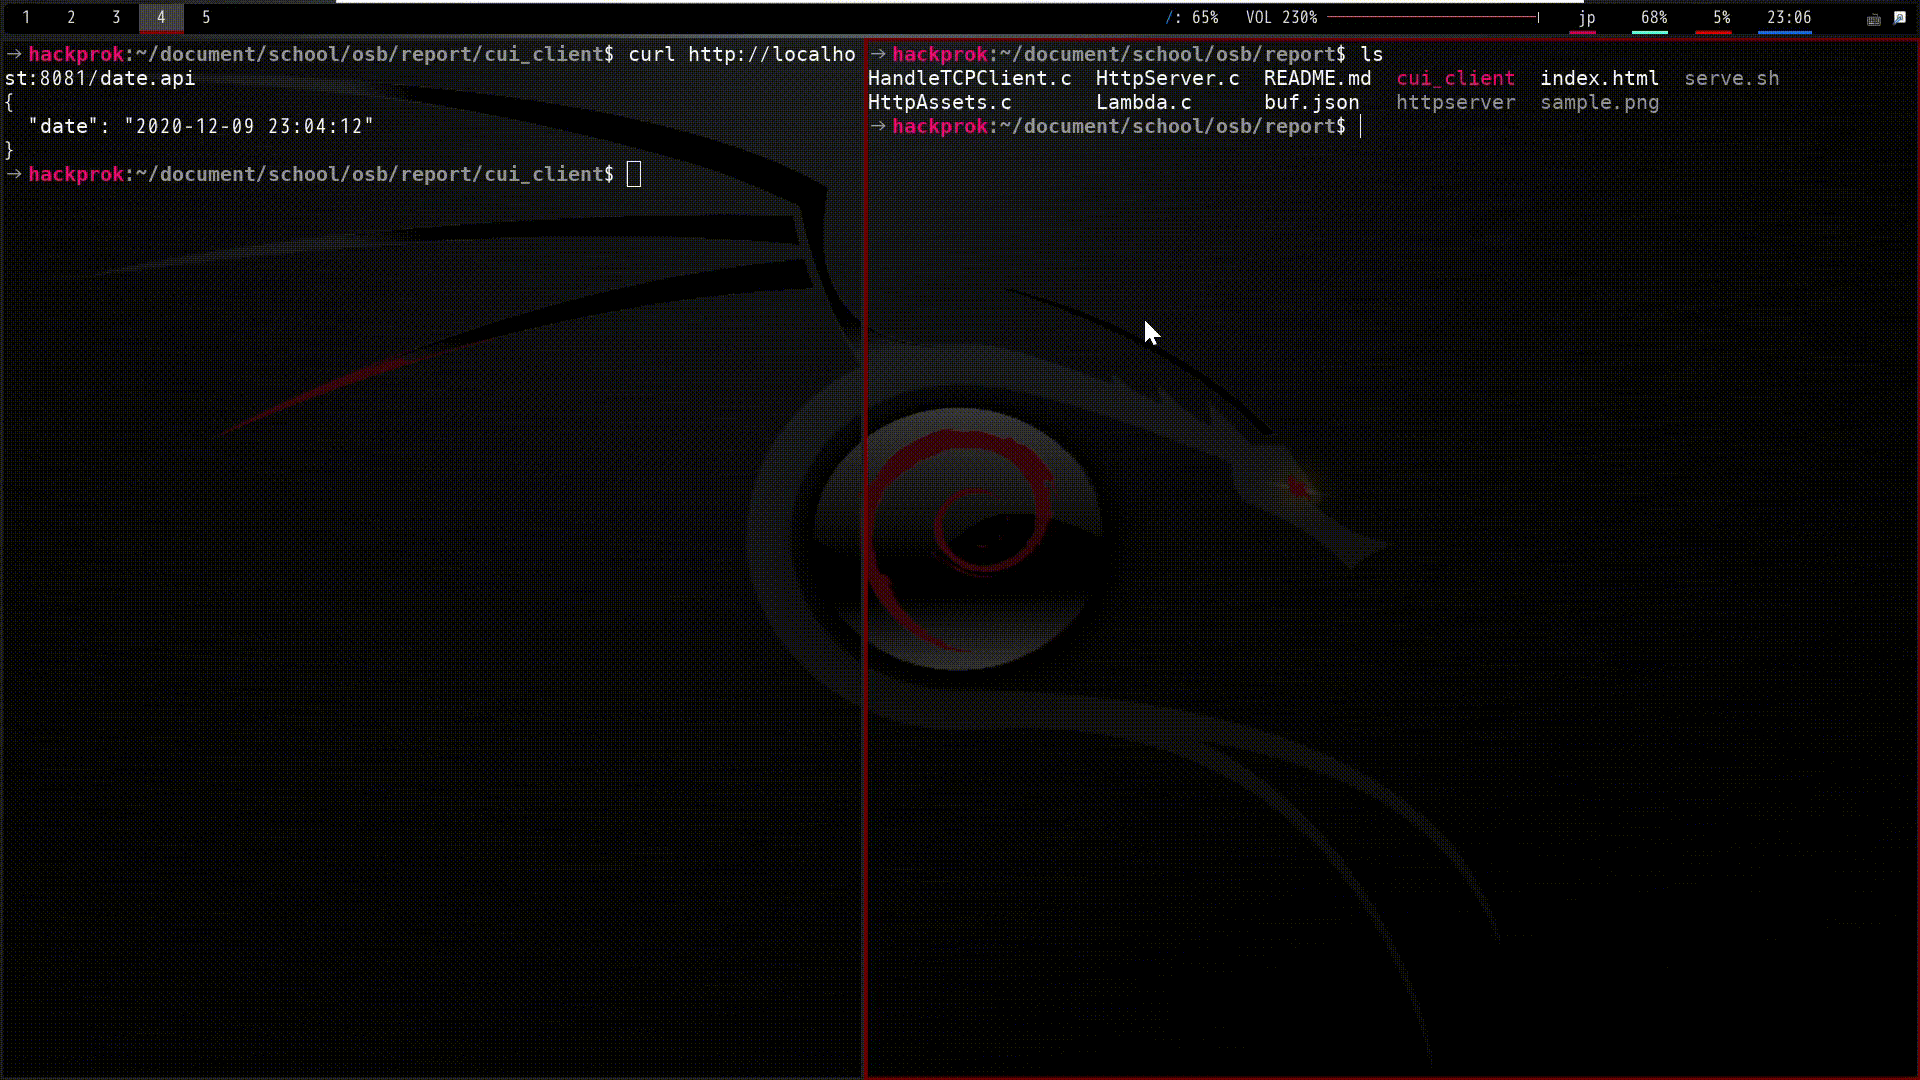 1 2 3 4 5 /: 65% VOL 230% jp 68% 5% 23:06
→ hackprok:~/document/school/osb/report/cui_client$ curl http://localho
st:8081/date.api
{
  "date": "2020-12-09 23:04:12"
}
→ hackprok:~/document/school/osb/report/cui_client$
→ hackprok:~/document/school/osb/report$ ls
HandleTCPClient.c  HttpServer.c  README.md  cui_client  index.html  serve.sh
HttpAssets.c       Lambda.c      buf.json   httpserver  sample.png
→ hackprok:~/document/school/osb/report$